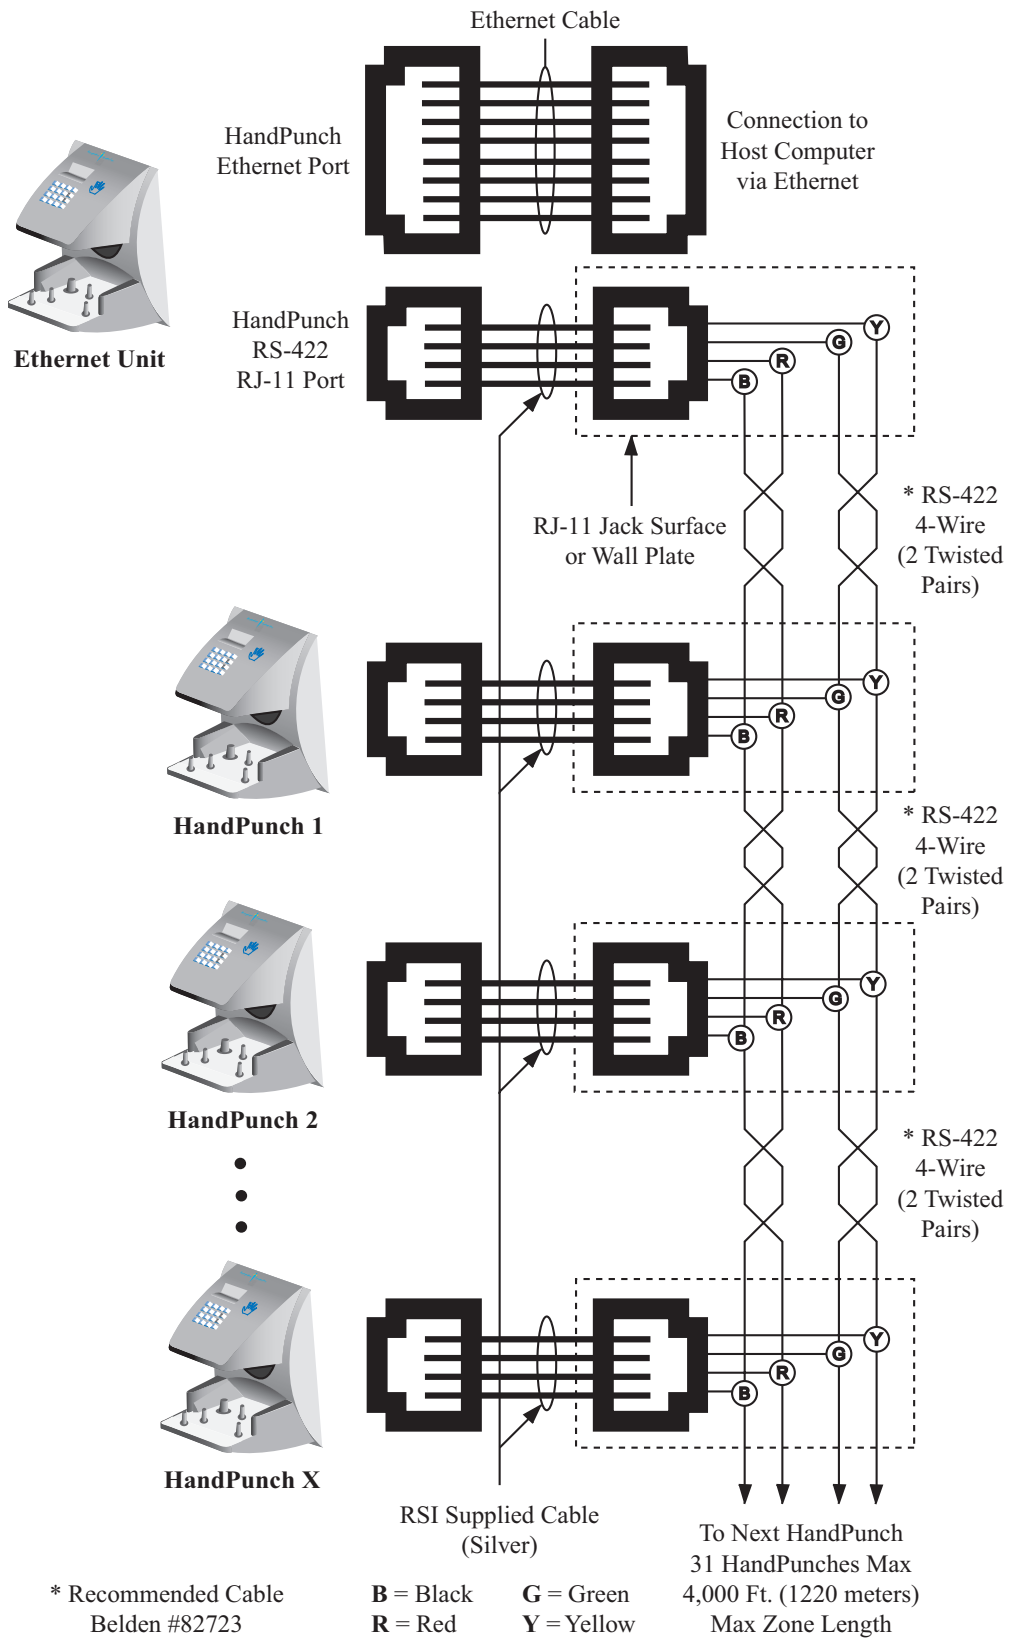 Ethernet Cable
HandPunch
Ethernet Port
Connection to
Host Computer
via Ethernet
Ethernet Unit
HandPunch
RS-422
RJ-11 Port
Y
G
R
B
RJ-11 Jack Surface
or Wall Plate
* RS-422
4-Wire
(2 Twisted
Pairs)
Y
G
R
B
HandPunch 1
* RS-422
4-Wire
(2 Twisted
Pairs)
Y
G
R
B
HandPunch 2
* RS-422
4-Wire
(2 Twisted
Pairs)
Y
G
R
B
HandPunch X
RSI Supplied Cable
(Silver)
To Next HandPunch
31 HandPunches Max
4,000 Ft. (1220 meters)
Max Zone Length
* Recommended Cable
Belden #82723
B = Black
R = Red
G = Green
Y = Yellow